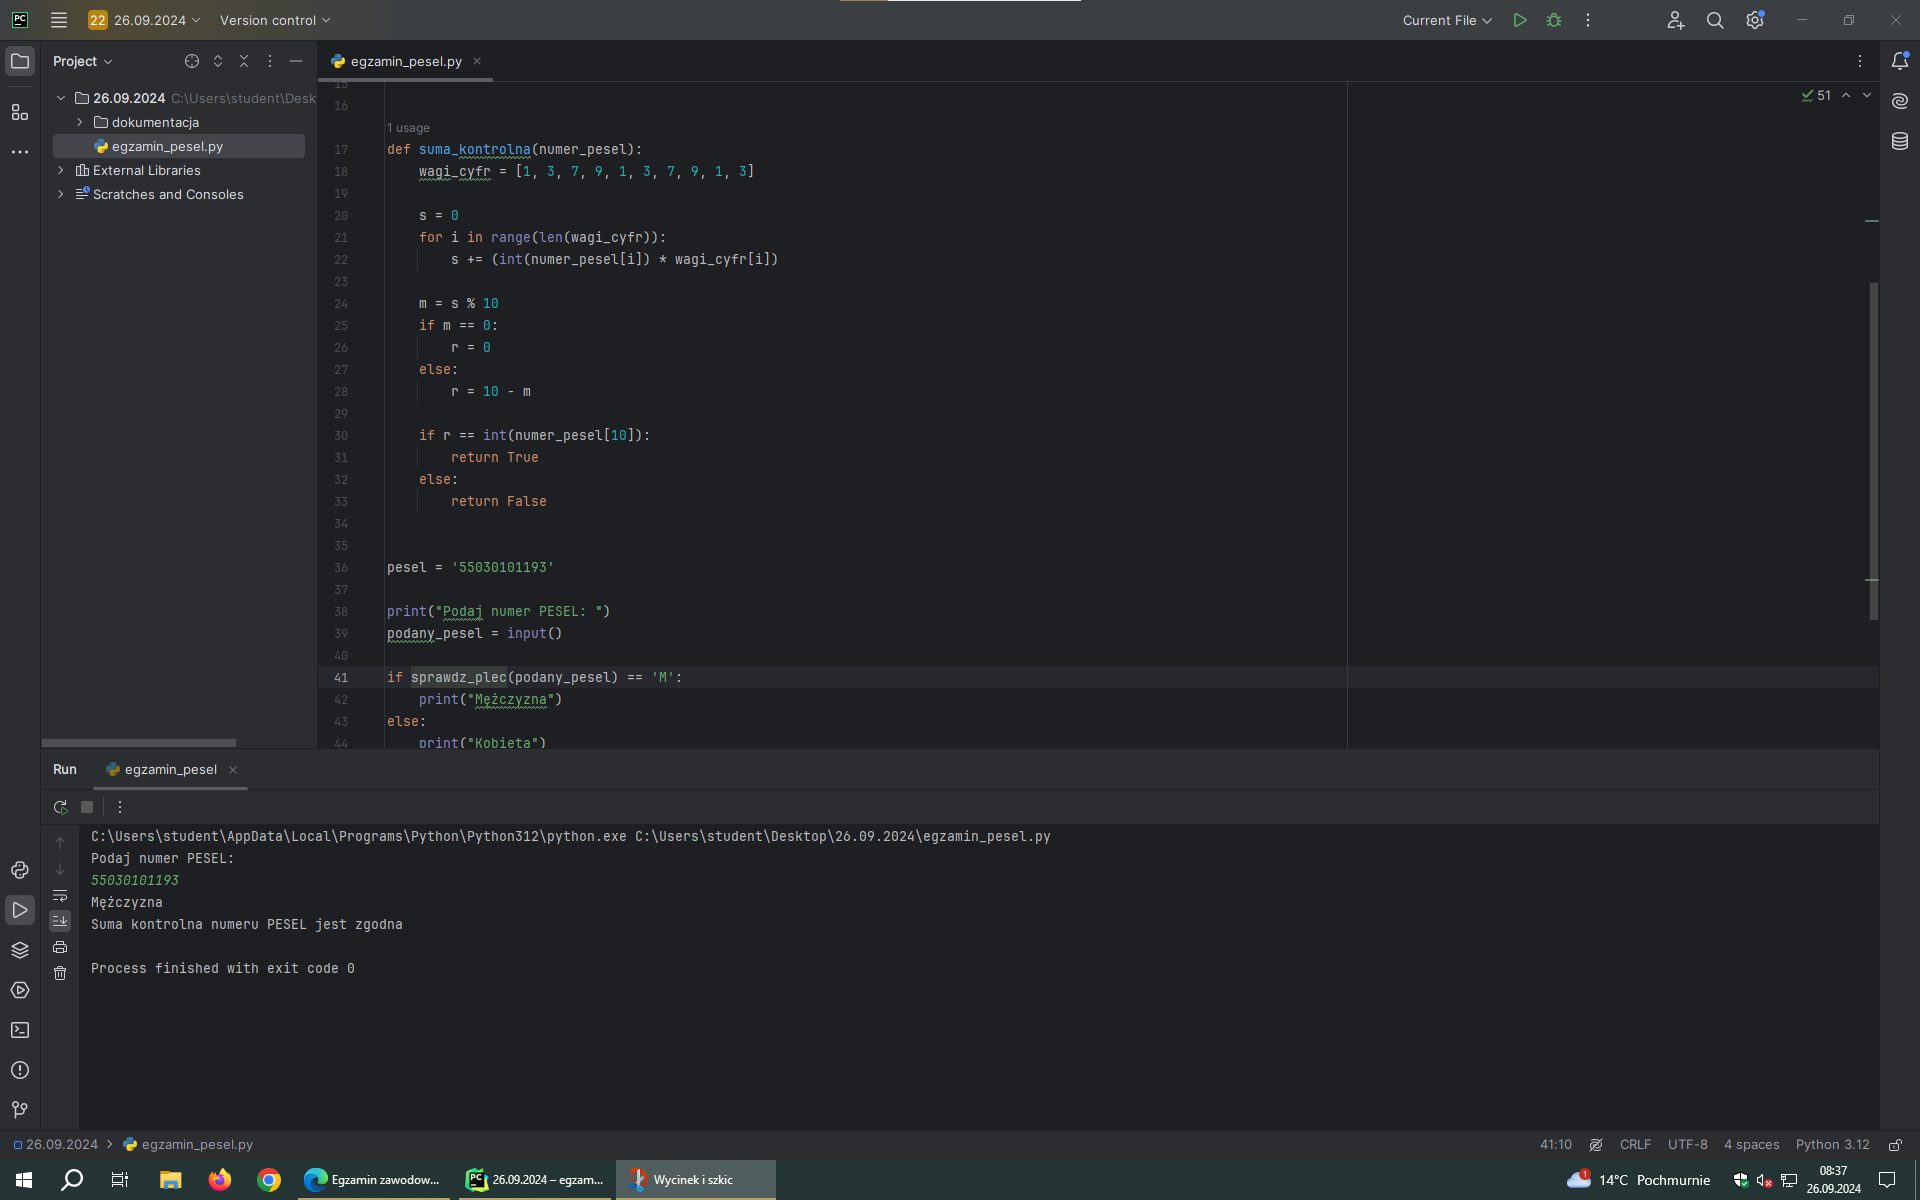 PC
22 26.09.2024 Version control
Current File
Project
egzamin_pesel.py
26.09.2024 C:\Users\student\Desk
dokumentacja
egzamin_pesel.py
External Libraries
Scratches and Consoles
51
15
16
1 usage
17 def suma_kontrolna(numer_pesel):
18 wagi_cyfr = [1, 3, 7, 9, 1, 3, 7, 9, 1, 3]
19
20 s = 0
21 for i in range(len(wagi_cyfr)):
22 s += (int(numer_pesel[i]) * wagi_cyfr[i])
23
24 m = s % 10
25 if m == 0:
26 r = 0
27 else:
28 r = 10 - m
29
30 if r == int(numer_pesel[10]):
31 return True
32 else:
33 return False
34
35
36 pesel = '55030101193'
37
38 print("Podaj numer PESEL: ")
39 podany_pesel = input()
40
41 if sprawdz_plec(podany_pesel) == 'M':
42 print("Mężczyzna")
43 else:
44 print("Kobieta")
Run egzamin_pesel
C:\Users\student\AppData\Local\Programs\Python\Python312\python.exe C:\Users\student\Desktop\26.09.2024\egzamin_pesel.py
Podaj numer PESEL:
55030101193
Mężczyzna
Suma kontrolna numeru PESEL jest zgodna
Process finished with exit code 0
26.09.2024 egzamin_pesel.py
41:10 CRLF UTF-8 4 spaces Python 3.12
Egzamin zawodow...
PC 26.09.2024 – egzam...
Wycinek i szkic
1 14°C Pochmurnie
08:37
26.09.2024